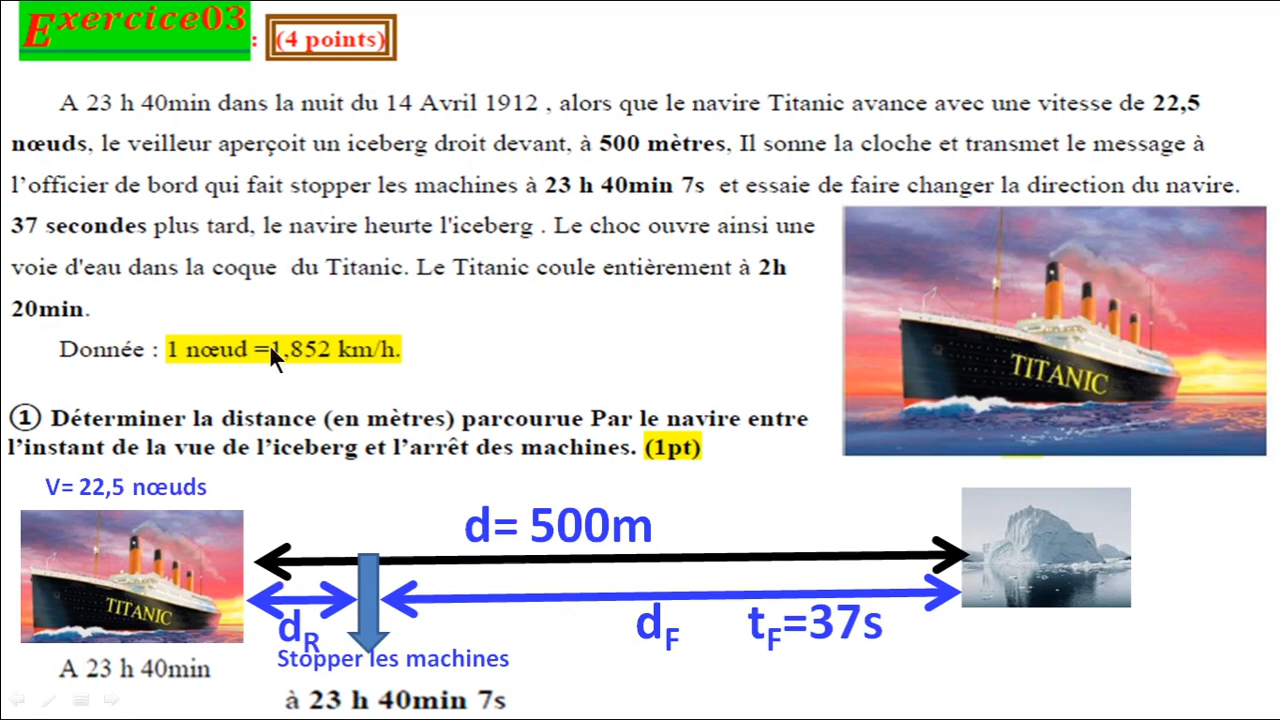 Exercice03 : (4 points)
A 23 h 40min dans la nuit du 14 Avril 1912 , alors que le navire Titanic avance avec une vitesse de 22,5
nœuds, le veilleur aperçoit un iceberg droit devant, à 500 mètres, Il sonne la cloche et transmet le message à
l’officier de bord qui fait stopper les machines à 23 h 40min 7s et essaie de faire changer la direction du navire.
37 secondes plus tard, le navire heurte l'iceberg . Le choc ouvre ainsi une
voie d'eau dans la coque du Titanic. Le Titanic coule entièrement à 2h
20min.
Donnée : 1 nœud =1,852 km/h.
TITANIC
① Déterminer la distance (en mètres) parcourue Par le navire entre
l’instant de la vue de l’iceberg et l’arrêt des machines. (1pt)
V= 22,5 nœuds
d= 500m
TITANIC
dR
dF
tF=37s
Stopper les machines
A 23 h 40min
à 23 h 40min 7s